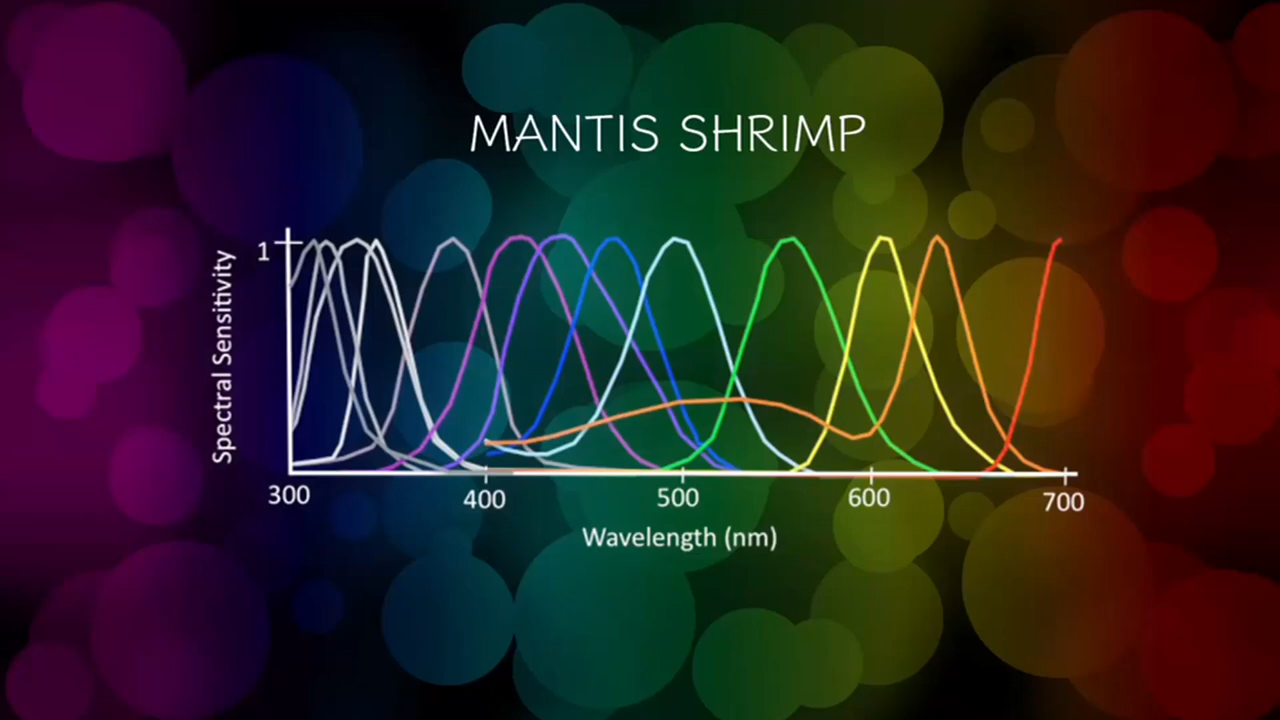 MANTIS SHRIMP
1
Spectral Sensitivity
300 400 500 600 700
Wavelength (nm)